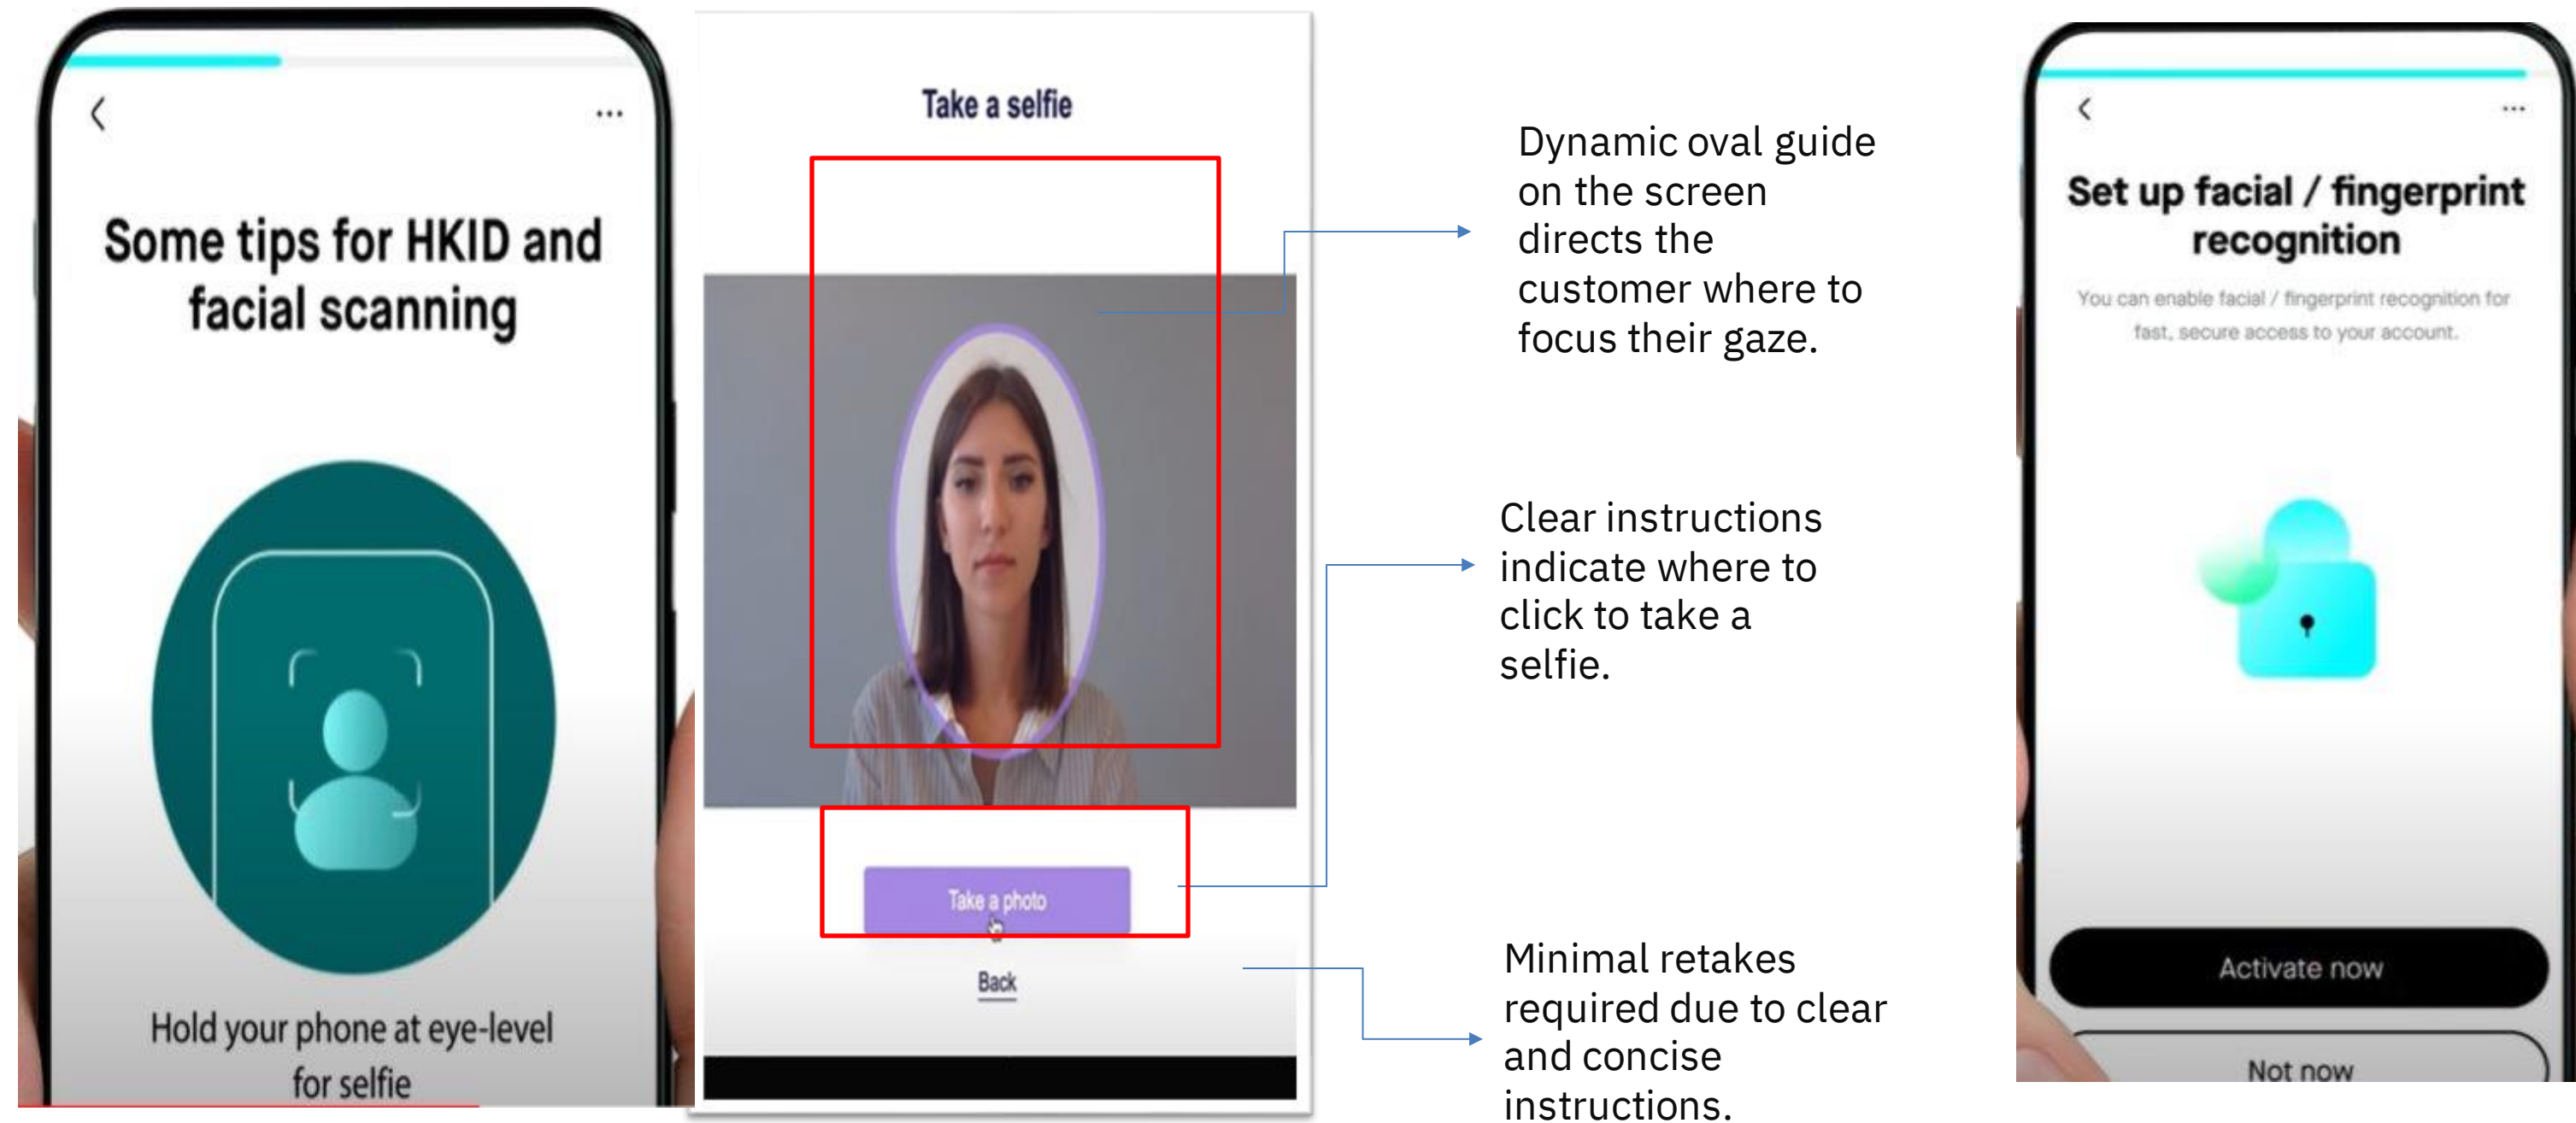 Some tips for HKID and
facial scanning
Hold your phone at eye-level
for selfie
Take a selfie
Take a photo
Back
Dynamic oval guide
on the screen
directs the
customer where to
focus their gaze.
Clear instructions
indicate where to
click to take a
selfie.
Minimal retakes
required due to clear
and concise
instructions.
Set up facial / fingerprint
recognition
You can enable facial / fingerprint recognition for
fast, secure access to your account.
Activate now
Not now